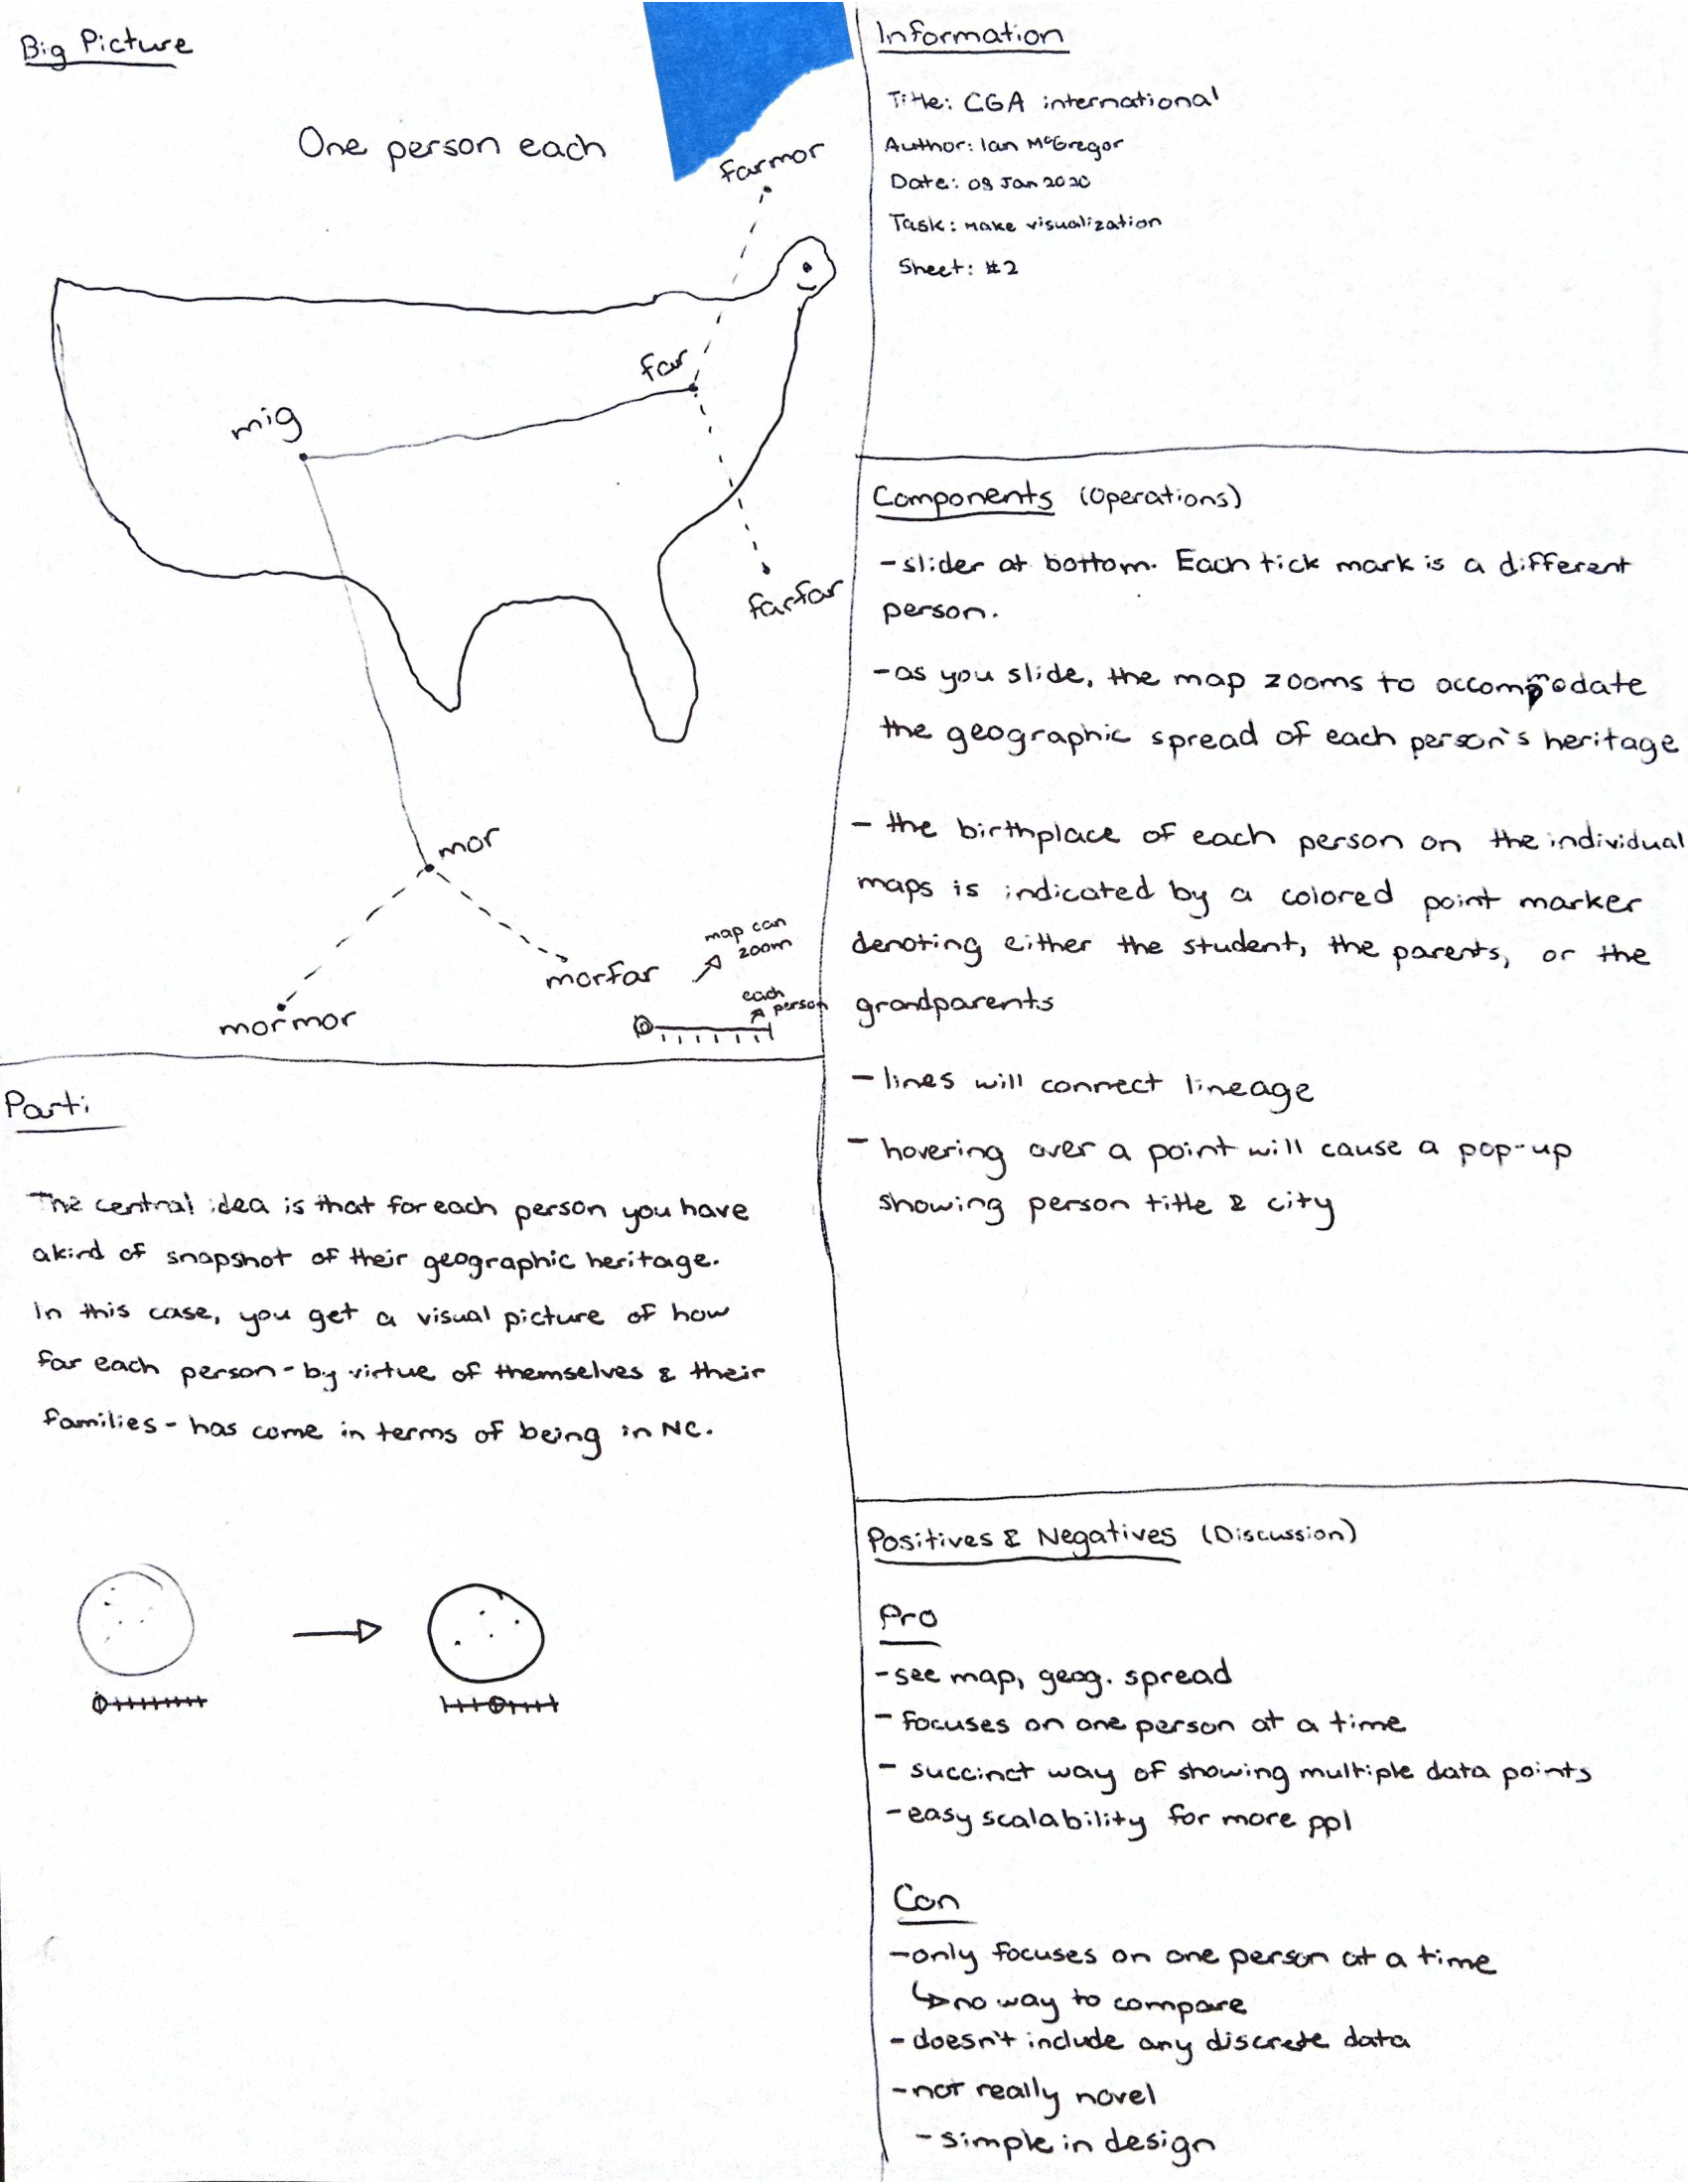 Big Picture
One person each
farmor
far
mig
farfar
mor
map can
zoom
morfar
each
person
mormor
Parti
The central idea is that for each person you have
a kind of snapshot of their geographic heritage.
In this case, you get a visual picture of how
far each person - by virtue of themselves & their
families - has come in terms of being in NC.
Information
Title: CGA international
Author: Ian McGregor
Date: 08 Jan 2020
Task: make visualization
Sheet: #2
Components (Operations)
- slider at bottom. Each tick mark is a different
person.
- as you slide, the map zooms to accommodate
the geographic spread of each person's heritage
- the birthplace of each person on the individual
maps is indicated by a colored point marker
denoting either the student, the parents, or the
grandparents
- lines will connect lineage
- hovering over a point will cause a pop-up
showing person title & city
Positives & Negatives (Discussion)
Pro
- see map, geog. spread
- focuses on one person at a time
- succinct way of showing multiple data points
- easy scalability for more ppl
Con
- only focuses on one person at a time
↳ no way to compare
- doesn't include any discrete data
- not really novel
- simple in design